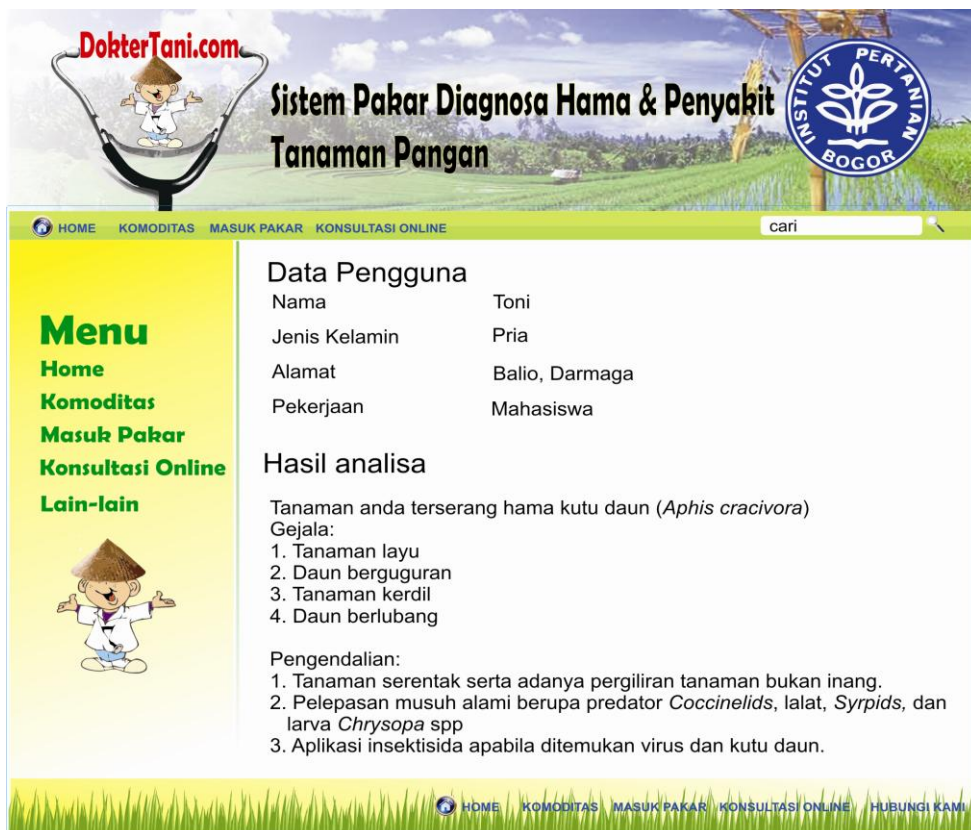 DokterTani.com
Sistem Pakar Diagnosa Hama & Penyakit
Tanaman Pangan
INSTITUT PERTANIAN
BOGOR
HOME KOMODITAS MASUK PAKAR KONSULTASI ONLINE
cari
Menu
Home
Komoditas
Masuk Pakar
Konsultasi Online
Lain-lain
Data Pengguna
Nama Toni
Jenis Kelamin Pria
Alamat Balio, Darmaga
Pekerjaan Mahasiswa
Hasil analisa
Tanaman anda terserang hama kutu daun (Aphis cracivora)
Gejala:
1. Tanaman layu
2. Daun berguguran
3. Tanaman kerdil
4. Daun berlubang
Pengendalian:
1. Tanaman serentak serta adanya pergiliran tanaman bukan inang.
2. Pelepasan musuh alami berupa predator Coccinelids, lalat, Syrpids, dan
larva Chrysopa spp
3. Aplikasi insektisida apabila ditemukan virus dan kutu daun.
HOME KOMODITAS MASUK PAKAR KONSULTASI ONLINE HUBUNGI KAMI